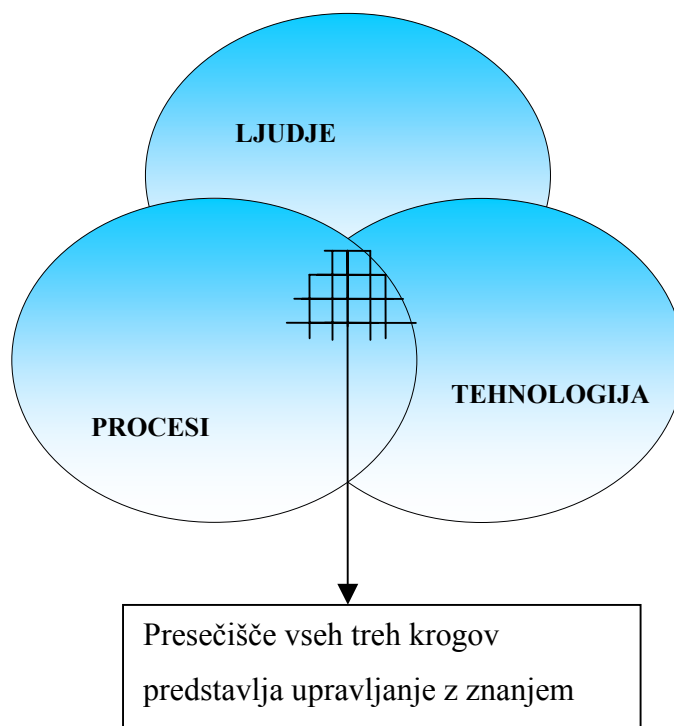 LJUDJE
PROCESI
TEHNOLOGIJA
Presečišče vseh treh krogov
predstavlja upravljanje z znanjem